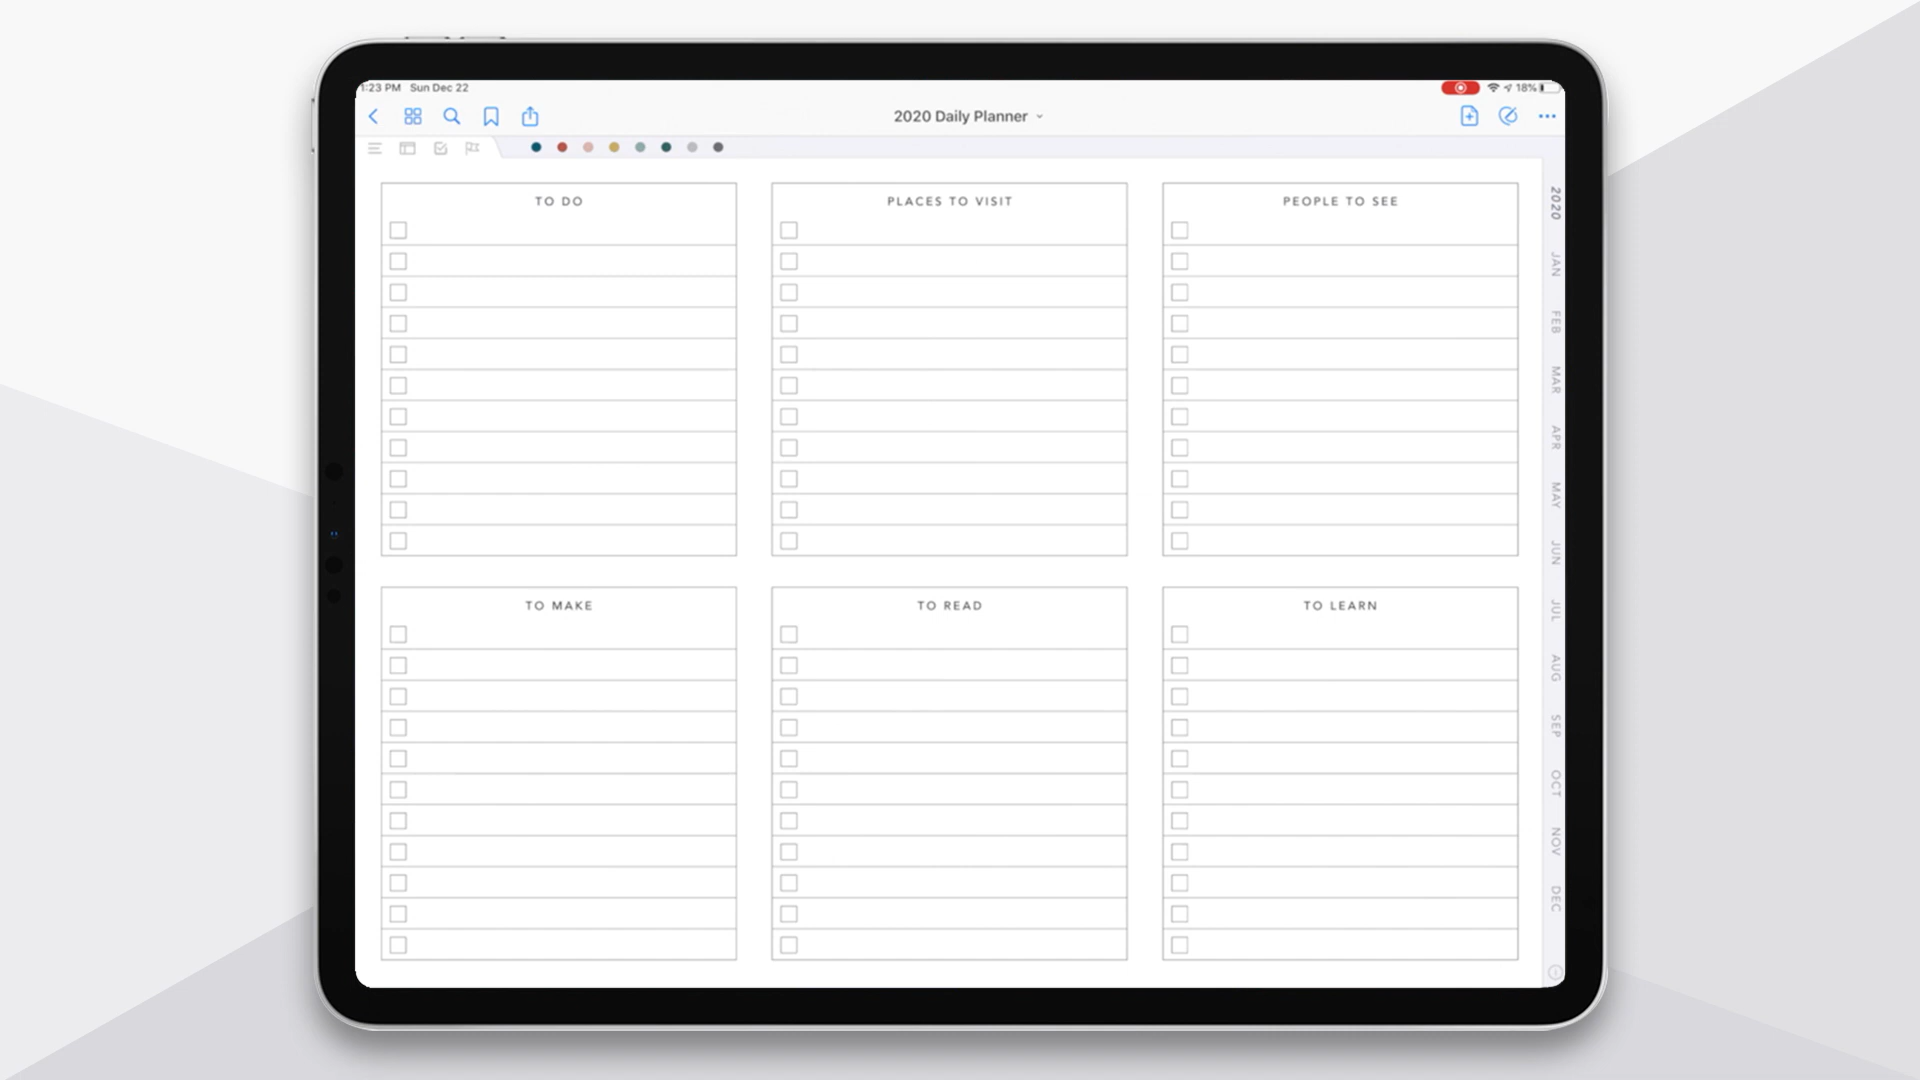 1:23 PM Sun Dec 22
18%
2020 Daily Planner
TO DO
PLACES TO VISIT
PEOPLE TO SEE
TO MAKE
TO READ
TO LEARN
2020
JAN
FEB
MAR
APR
MAY
JUN
JUL
AUG
SEP
OCT
NOV
DEC